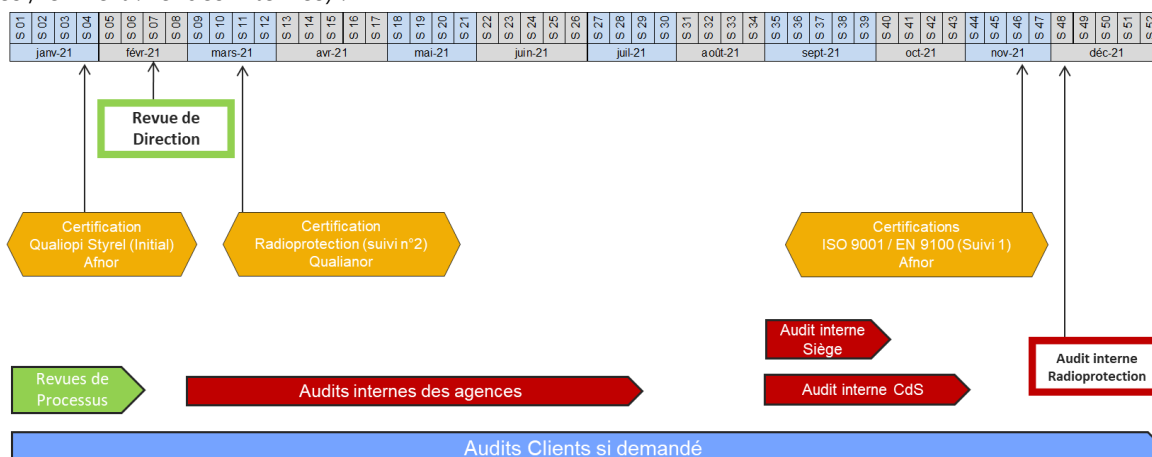 S 01 S 02 S 03 S 04 S 05 S 06 S 07 S 08 S 09 S 10 S 11 S 12 S 13 S 14 S 15 S 16 S 17 S 18 S 19 S 20 S 21 S 22 S 23 S 24 S 25 S 26 S 27 S 28 S 29 S 30 S 31 S 32 S 33 S 34 S 35 S 36 S 37 S 38 S 39 S 40 S 41 S 42 S 43 S 44 S 45 S 46 S 47 S 48 S 49 S 50 S 51 S 52
janv-21 févr-21 mars-21 avr-21 mai-21 juin-21 juil-21 août-21 sept-21 oct-21 nov-21 déc-21
Revue de
Direction
Certification
Qualiopi Styrel (Initial)
Afnor
Certification
Radioprotection (suivi n°2)
Qualianor
Certifications
ISO 9001 / EN 9100 (Suivi 1)
Afnor
Audit interne
Siège
Audit interne
Radioprotection
Revues de
Processus
Audits internes des agences
Audit interne CdS
Audits Clients si demandé